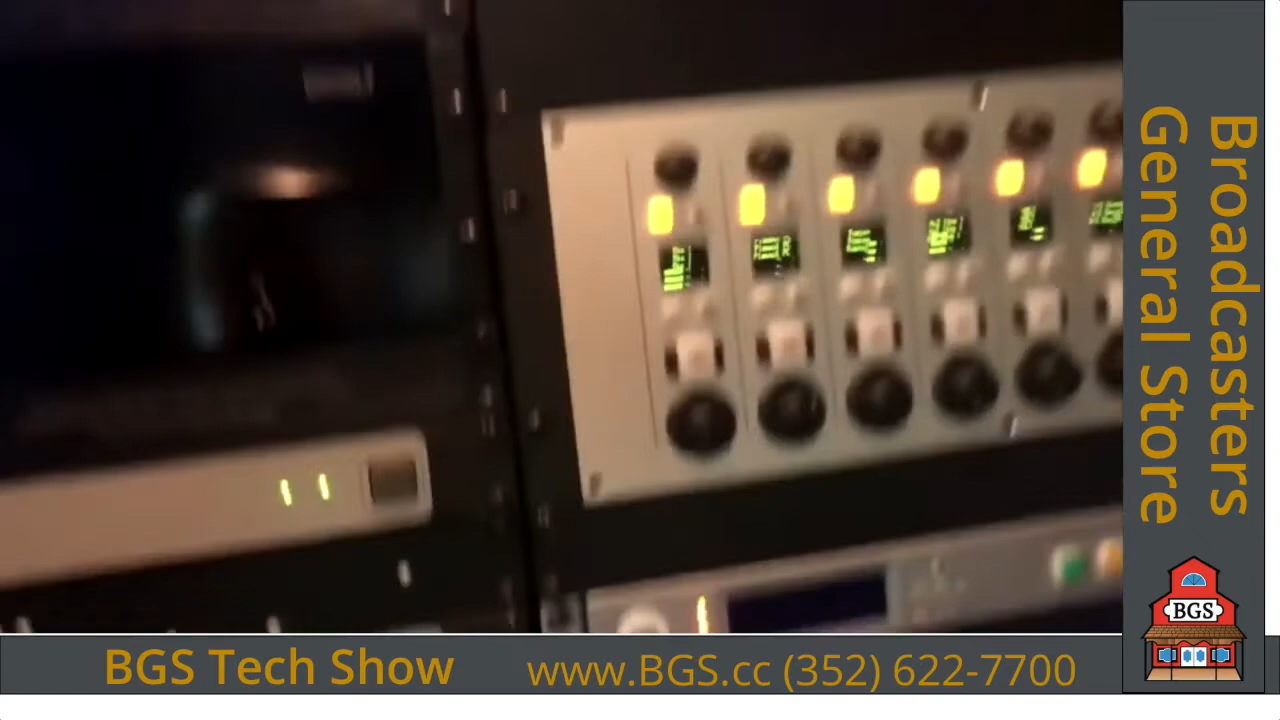 Broadcasters
General Store
BGS
BGS Tech Show
www.BGS.cc (352) 622-7700